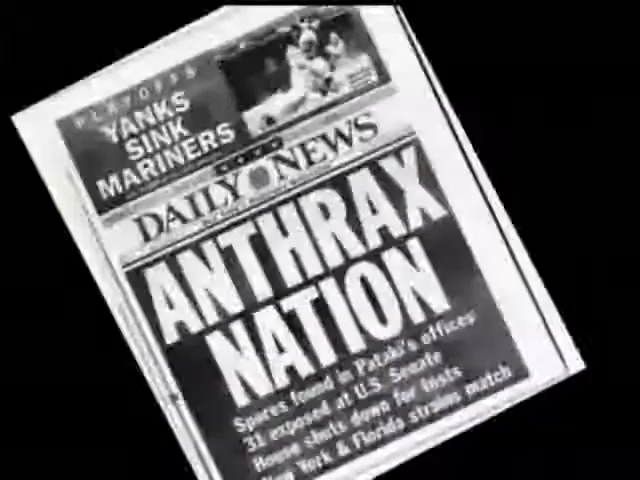 PLAYOFFS
YANKS
SINK
MARINERS
DAILY NEWS
ANTHRAX
NATION
Spores found in Pataki's offices
31 exposed at U.S. Senate
House shuts down for tests
New York & Florida strains match